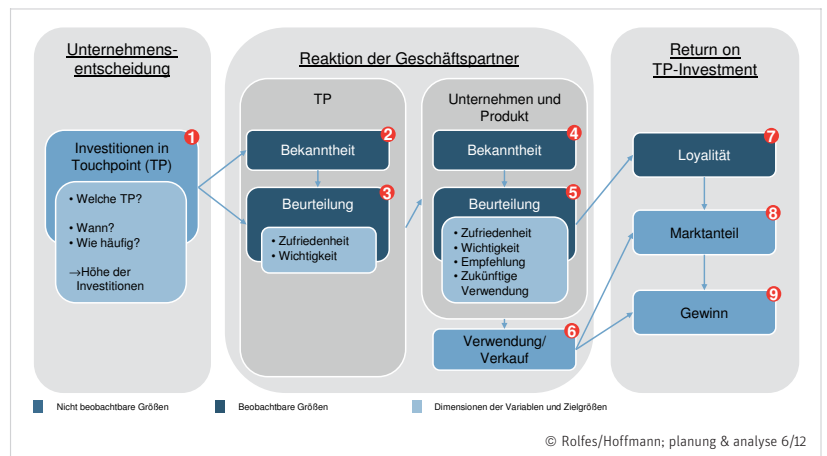 Unternehmens-
entscheidung
Reaktion der Geschäftspartner
Return on
TP-Investment
TP
Unternehmen und
Produkt
1
Investitionen in
Touchpoint (TP)
• Welche TP?
• Wann?
• Wie häufig?
→Höhe der
Investitionen
2
Bekanntheit
3
Beurteilung
• Zufriedenheit
• Wichtigkeit
4
Bekanntheit
5
Beurteilung
• Zufriedenheit
• Wichtigkeit
• Empfehlung
• Zukünftige
Verwendung
6
Verwendung/
Verkauf
7
Loyalität
8
Marktanteil
9
Gewinn
Nicht beobachtbare Größen
Beobachtbare Größen
Dimensionen der Variablen und Zielgrößen
© Rolfes/Hoffmann; planung & analyse 6/12